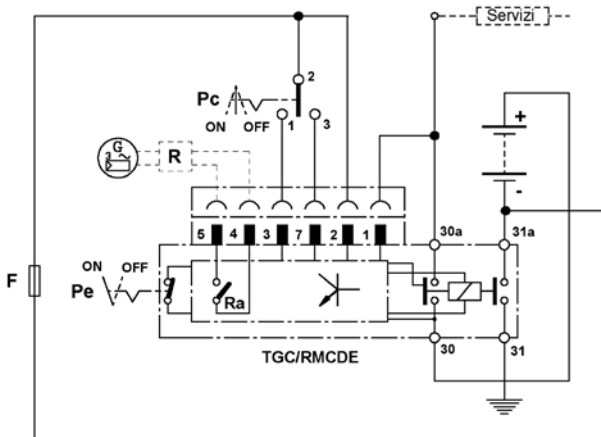 Servizi
2
Pc
ON OFF
1
3
+
-
G
3
R
5 4 3 7 2 1
30a
31a
F
ON OFF
Pe
Ra
30
31
TGC/RMCDE